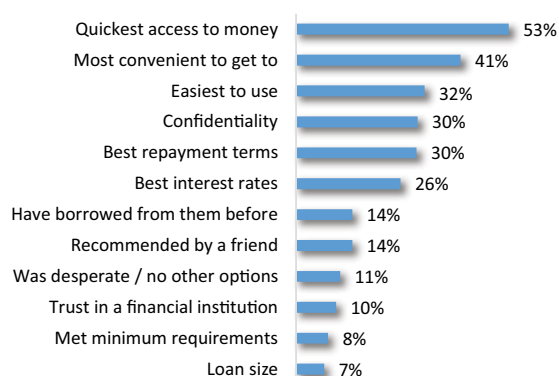 Quickest access to money 53%
Most convenient to get to 41%
Easiest to use 32%
Confidentiality 30%
Best repayment terms 30%
Best interest rates 26%
Have borrowed from them before 14%
Recommended by a friend 14%
Was desperate / no other options 11%
Trust in a financial institution 10%
Met minimum requirements 8%
Loan size 7%